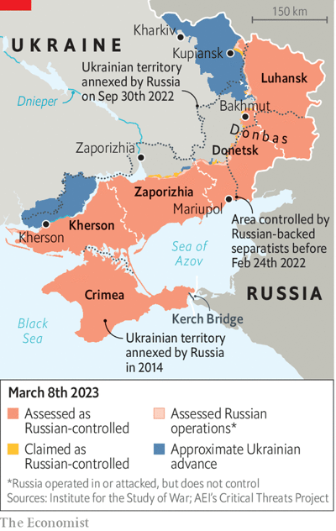 150 km
Kharkiv
UKRAINE
Kupiansk
Ukrainian territory
annexed by Russia
on Sep 30th 2022
Luhansk
Dnieper
Bakhmut
Donbas
Zaporizhia
Donetsk
Zaporizhia
Mariupol
Area controlled by
Russian-backed
separatists before
Feb 24th 2022
Kherson
Kherson
Sea of
Azov
RUSSIA
Crimea
Kerch Bridge
Black
Sea
Ukrainian territory
annexed by Russia
in 2014
March 8th 2023
Assessed as
Russian-controlled
Assessed Russian
operations*
Claimed as
Russian-controlled
Approximate Ukrainian
advance
*Russia operated in or attacked, but does not control
Sources: Institute for the Study of War; AEI's Critical Threats Project
The Economist